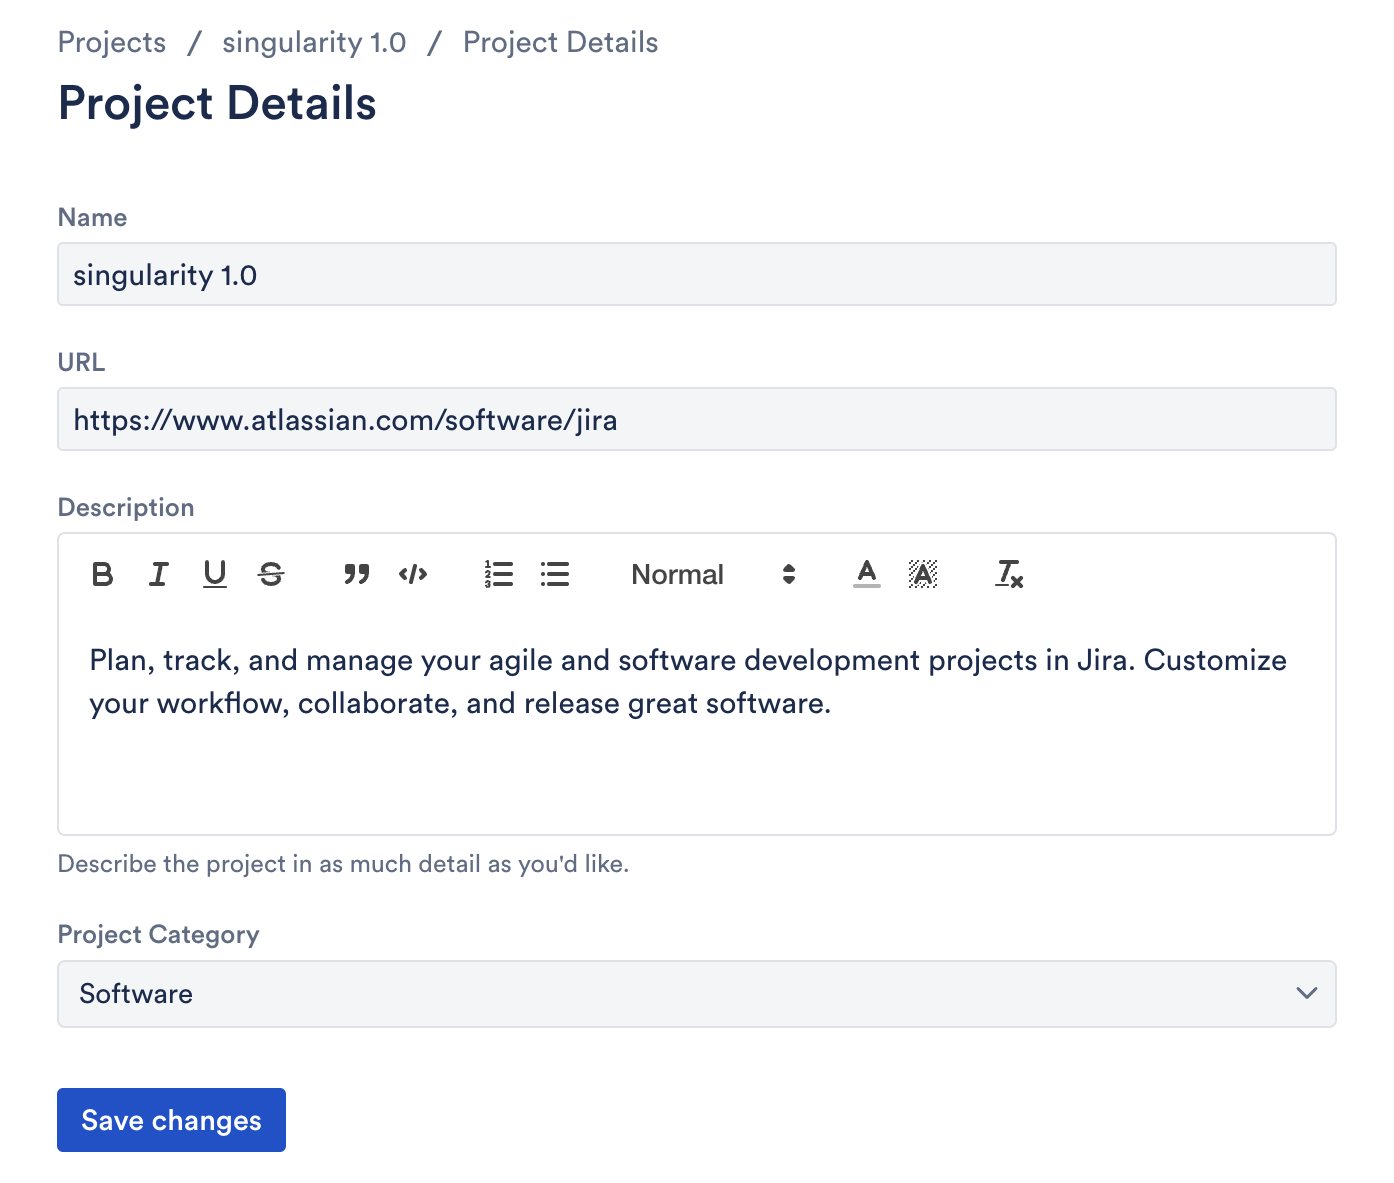 Projects / singularity 1.0 / Project Details
Project Details
Name
singularity 1.0
URL
https://www.atlassian.com/software/jira
Description
Normal
Plan, track, and manage your agile and software development projects in Jira. Customize
your workflow, collaborate, and release great software.
Describe the project in as much detail as you'd like.
Project Category
Software
Save changes